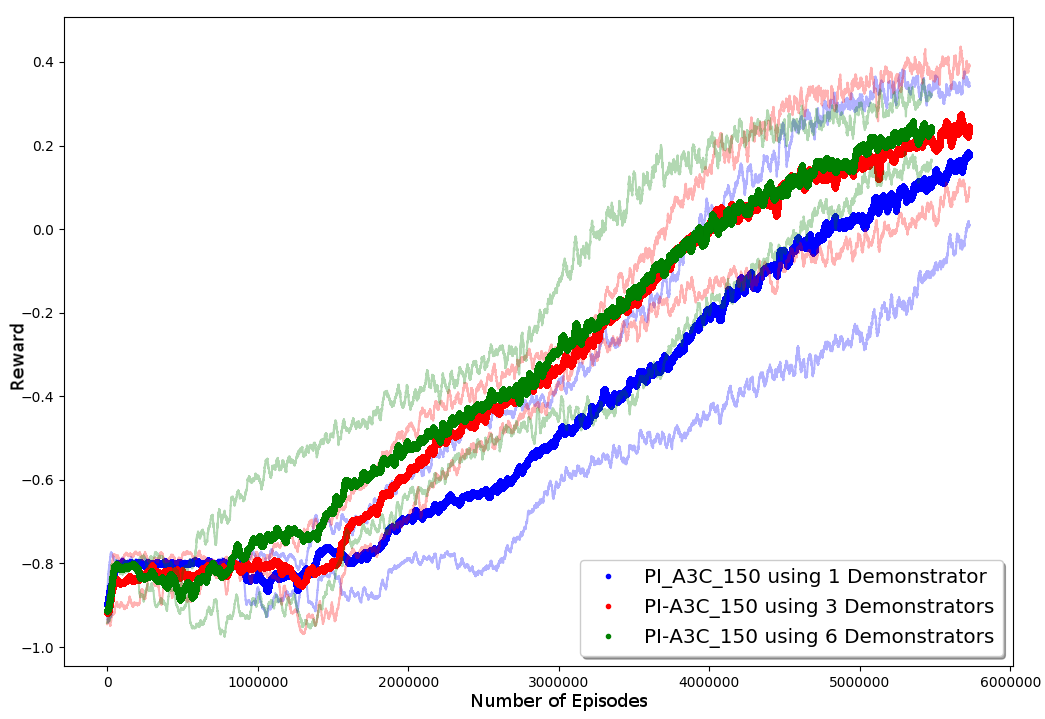 0.4
0.2
0.0
−0.2
−0.4
−0.6
−0.8
−1.0
Reward
PI_A3C_150 using 1 Demonstrator
PI-A3C_150 using 3 Demonstrators
PI-A3C_150 using 6 Demonstrators
0 1000000 2000000 3000000 4000000 5000000 6000000
Number of Episodes